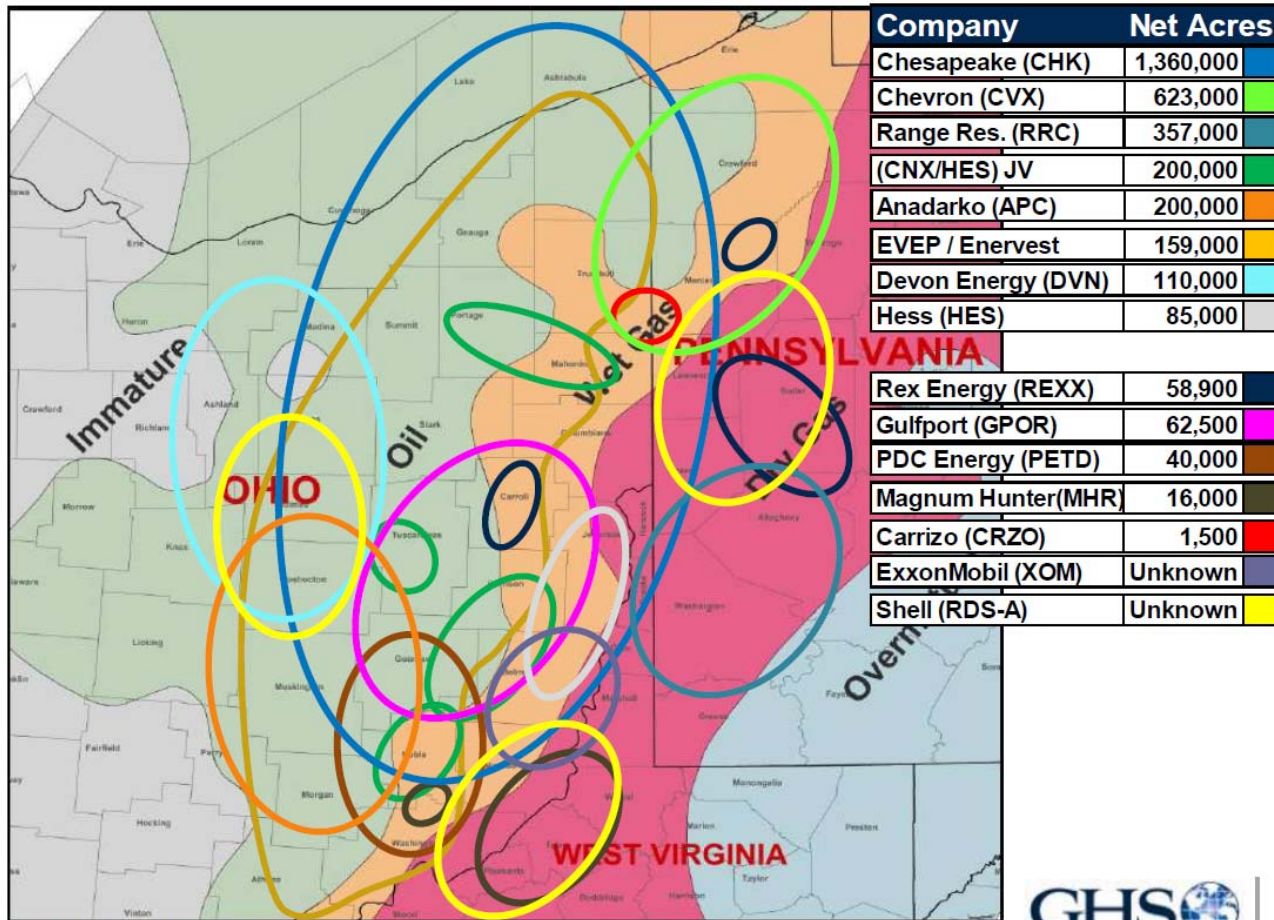 Company Net Acres
Chesapeake (CHK) 1,360,000
Chevron (CVX) 623,000
Range Res. (RRC) 357,000
(CNX/HES) JV 200,000
Anadarko (APC) 200,000
EVEP / Enervest 159,000
Devon Energy (DVN) 110,000
Hess (HES) 85,000
Rex Energy (REXX) 58,900
Gulfport (GPOR) 62,500
PDC Energy (PETD) 40,000
Magnum Hunter(MHR) 16,000
Carrizo (CRZO) 1,500
ExxonMobil (XOM) Unknown
Shell (RDS-A) Unknown
Erie
Lake
Ashtabula
Crawford
Erie
Lorain
Geauga
Trumbull
Mercer
Huron
Medina
Summit
Portage
Mahoning
Lawrence
Butler
PENNSYLVANIA
Wet Gas
Immature
Oil
Dry Gas
Crawford
Richland
Ashland
Stark
Columbiana
OHIO
Carroll
Morrow
Knox
Tuscarawas
Jefferson
Hancock
Allegheny
Coshocton
Washington
Licking
Muskingum
Marshall
Greene
Fairfield
Perry
Noble
Morgan
Monongalia
Hocking
Washington
Marion
Preston
WEST VIRGINIA
Athens
Pleasants
Taylor
Vinton
Wood
Doddridge
Harrison
GHS